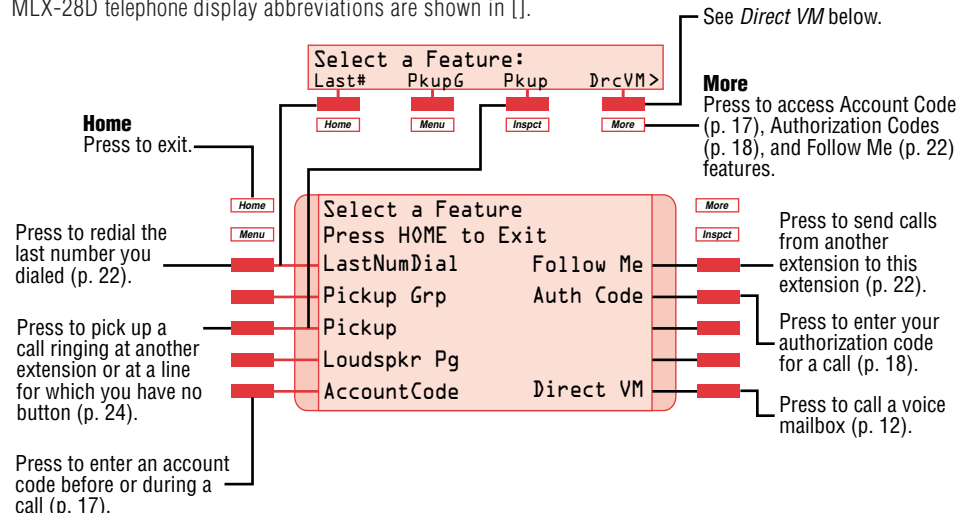 MLX-28D telephone display abbreviations are shown in [].
See Direct VM below.
Select a Feature:
Last# PkupG Pkup DrcVM>
Home Menu Inspct More
More
Press to access Account Code
(p. 17), Authorization Codes
(p. 18), and Follow Me (p. 22)
features.
Home
Press to exit.
Home
Menu
More
Inspct
Select a Feature
Press HOME to Exit
LastNumDial Follow Me
Pickup Grp Auth Code
Pickup
Loudspkr Pg
AccountCode Direct VM
Press to redial the
last number you
dialed (p. 22).
Press to pick up a
call ringing at another
extension or at a line
for which you have no
button (p. 24).
Press to enter an account
code before or during a
call (p. 17).
Press to send calls
from another
extension to this
extension (p. 22).
Press to enter your
authorization code
for a call (p. 18).
Press to call a voice
mailbox (p. 12).